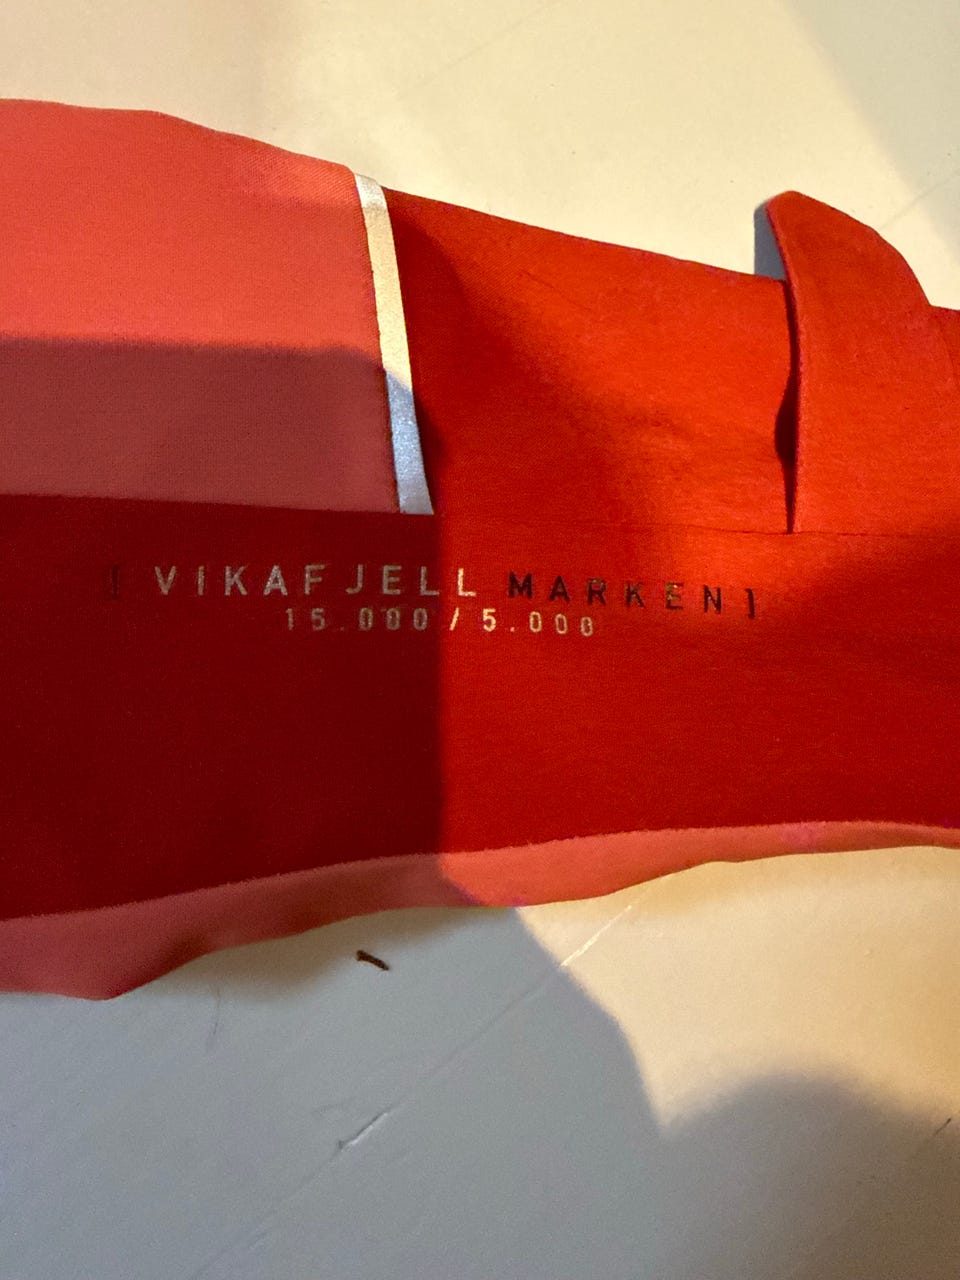 [ VIKAFJELL MARKEN ]
15.000 / 5.000